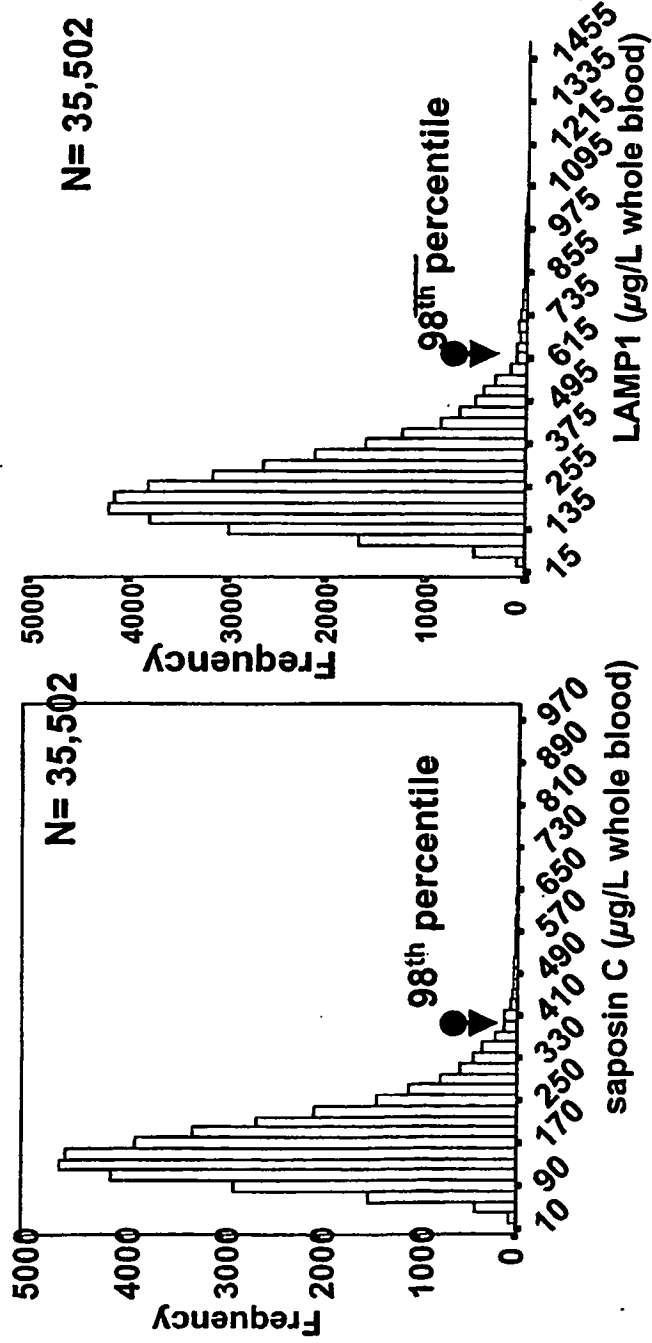 N= 35,502
Frequency
5000
4000
3000
2000
1000
0
98th percentile
10 90 170 250 330 410 490 570 650 730 810 890 970
saposin C (µg/L whole blood)
N= 35,502
Frequency
5000
4000
3000
2000
1000
0
98th percentile
15 135 255 375 495 615 735 855 975 1095 1215 1335 1455
LAMP1 (µg/L whole blood)